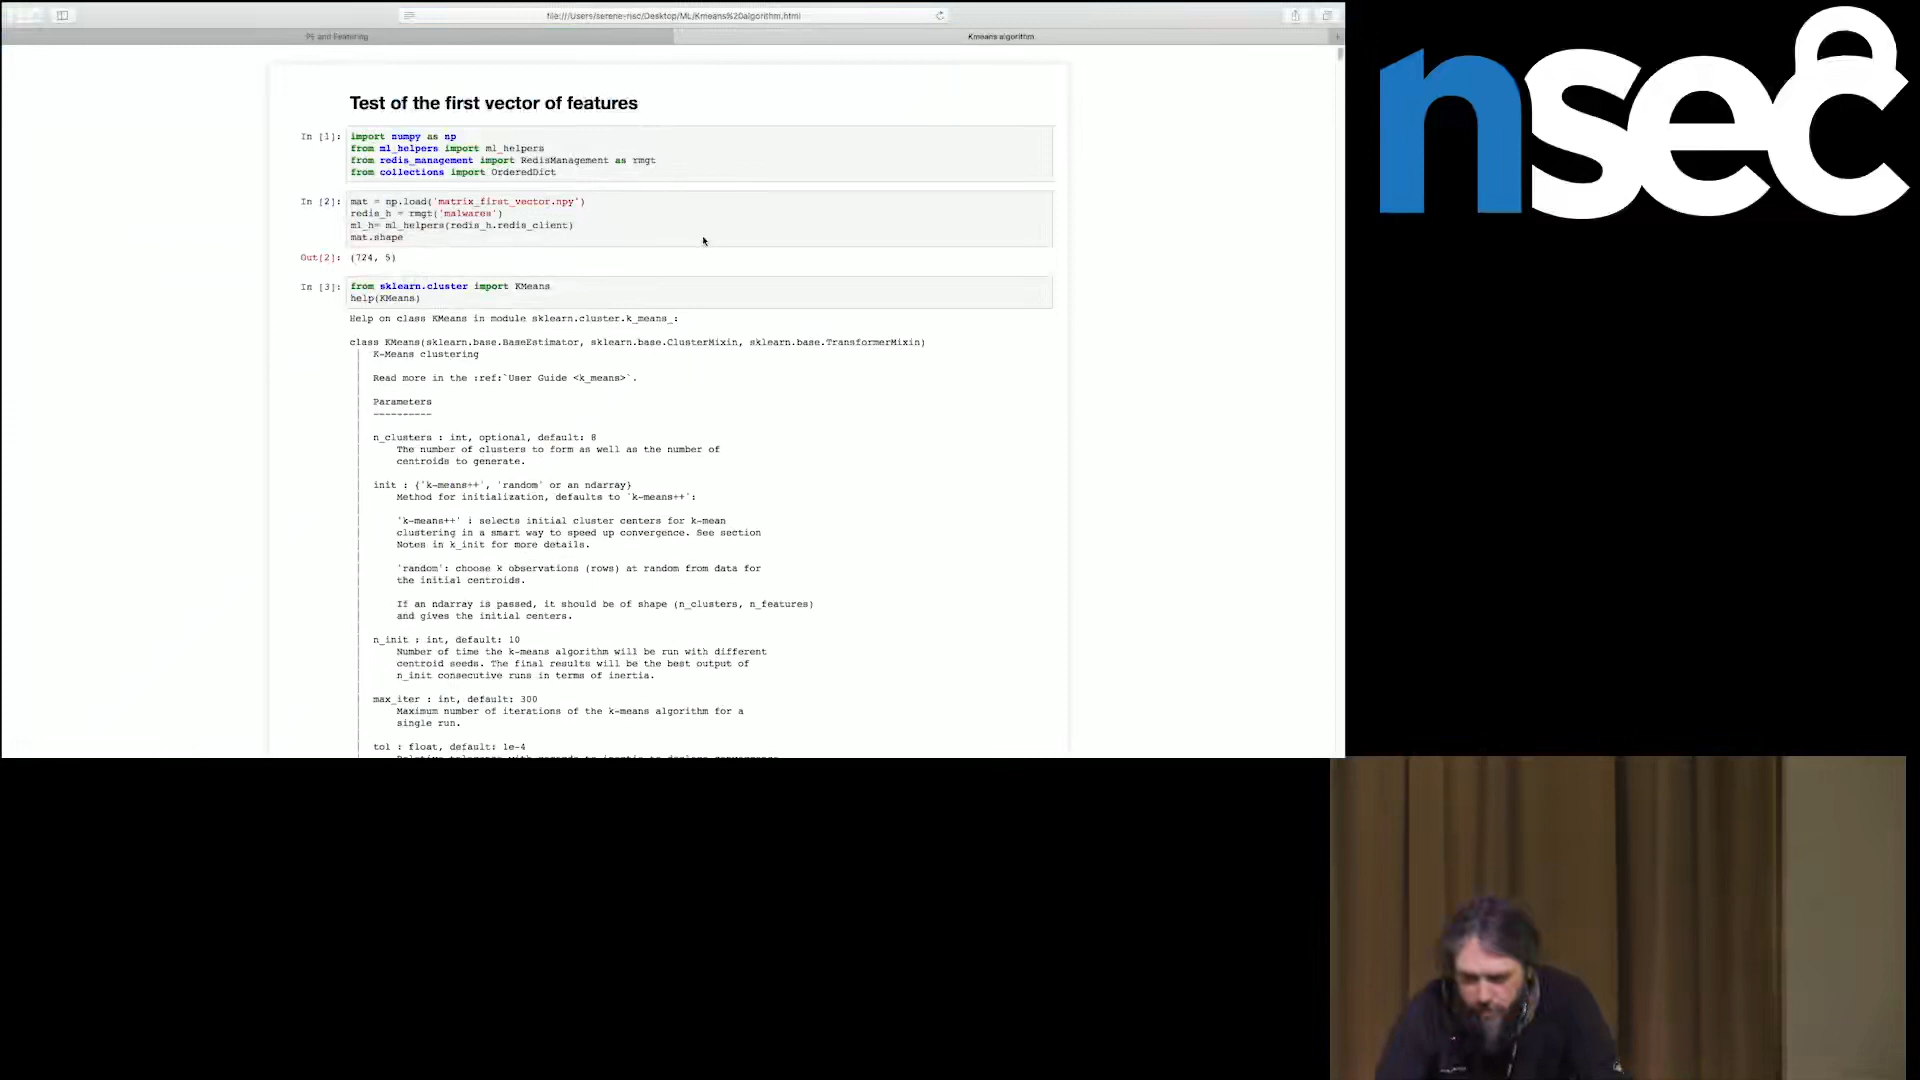 file:///Users/serene-risc/Desktop/ML/Kmeans%20algorithm.html
PE and Featuring
Kmeans algorithm
+
nsec
Test of the first vector of features
In [1]: import numpy as np
from ml_helpers import ml_helpers
from redis_management import RedisManagement as rmgt
from collections import OrderedDict
In [2]: mat = np.load('matrix_first_vector.npy')
redis_h = rmgt('malwares')
ml_h= ml_helpers(redis_h.redis_client)
mat.shape
Out[2]: (724, 5)
In [3]: from sklearn.cluster import KMeans
help(KMeans)
Help on class KMeans in module sklearn.cluster.k_means_:
class KMeans(sklearn.base.BaseEstimator, sklearn.base.ClusterMixin, sklearn.base.TransformerMixin)
| K-Means clustering
|
| Read more in the :ref:`User Guide <k_means>`.
|
| Parameters
| ----------
|
| n_clusters : int, optional, default: 8
| The number of clusters to form as well as the number of
| centroids to generate.
|
| init : {'k-means++', 'random' or an ndarray}
| Method for initialization, defaults to 'k-means++':
|
| 'k-means++' : selects initial cluster centers for k-mean
| clustering in a smart way to speed up convergence. See section
| Notes in k_init for more details.
|
| 'random': choose k observations (rows) at random from data for
| the initial centroids.
|
| If an ndarray is passed, it should be of shape (n_clusters, n_features)
| and gives the initial centers.
|
| n_init : int, default: 10
| Number of time the k-means algorithm will be run with different
| centroid seeds. The final results will be the best output of
| n_init consecutive runs in terms of inertia.
|
| max_iter : int, default: 300
| Maximum number of iterations of the k-means algorithm for a
| single run.
|
| tol : float, default: 1e-4